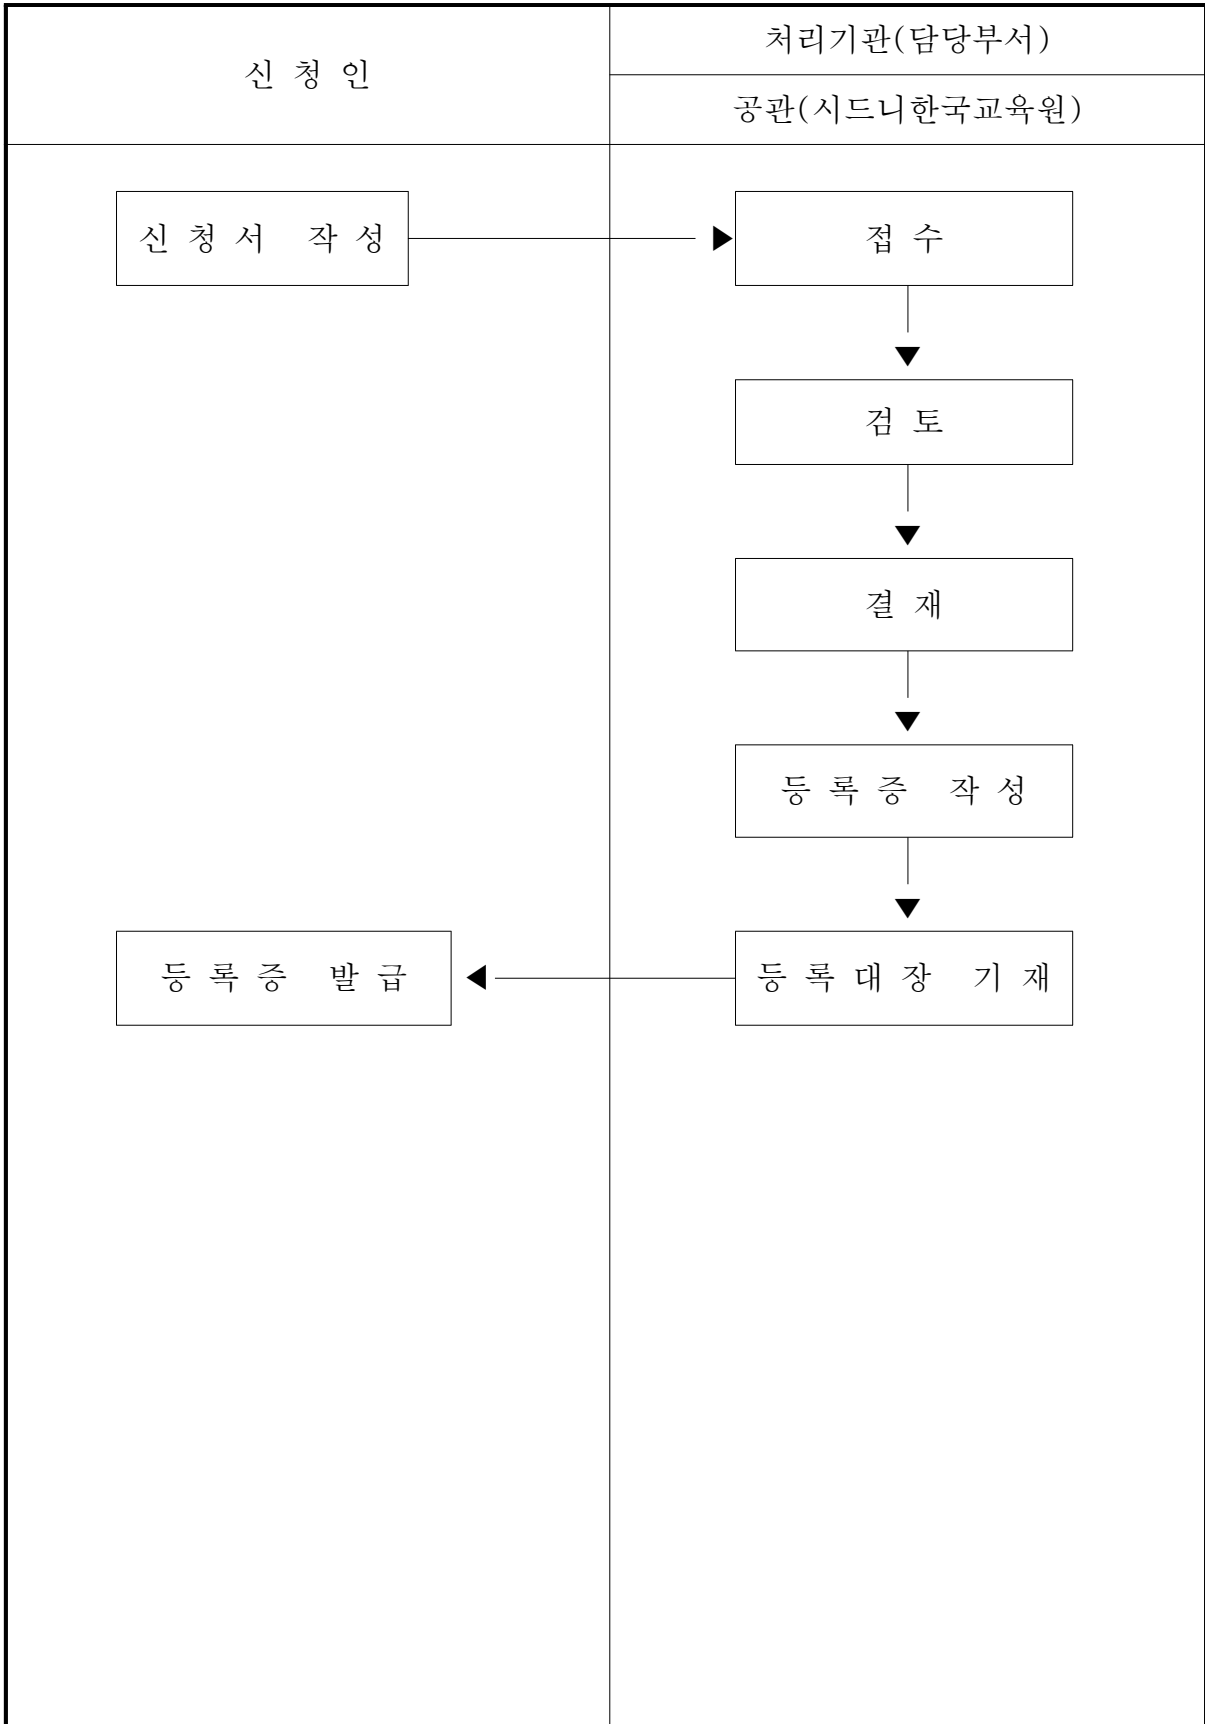 신 청 인
처리기관(담당부서)
공관(시드니한국교육원)
신 청 서 작 성
접 수
검 토
결 재
등 록 증 작 성
등 록 대 장 기 재
등 록 증 발 급